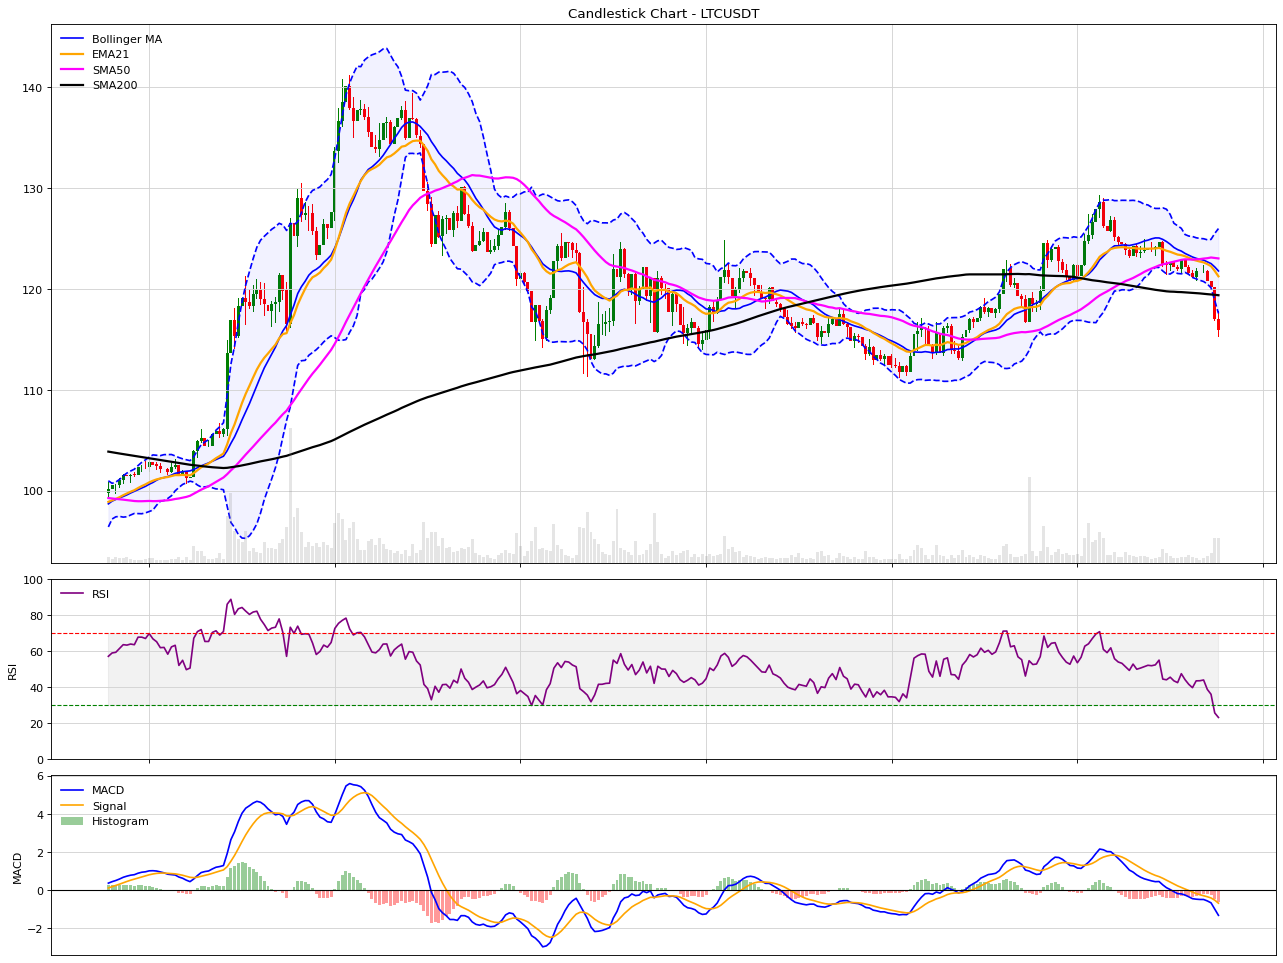 Candlestick Chart - LTCUSDT
Bollinger MA
EMA21
SMA50
SMA200
140
130
120
110
100
100
80
60
40
20
0
RSI
RSI
6
4
2
0
−2
MACD
MACD
Signal
Histogram